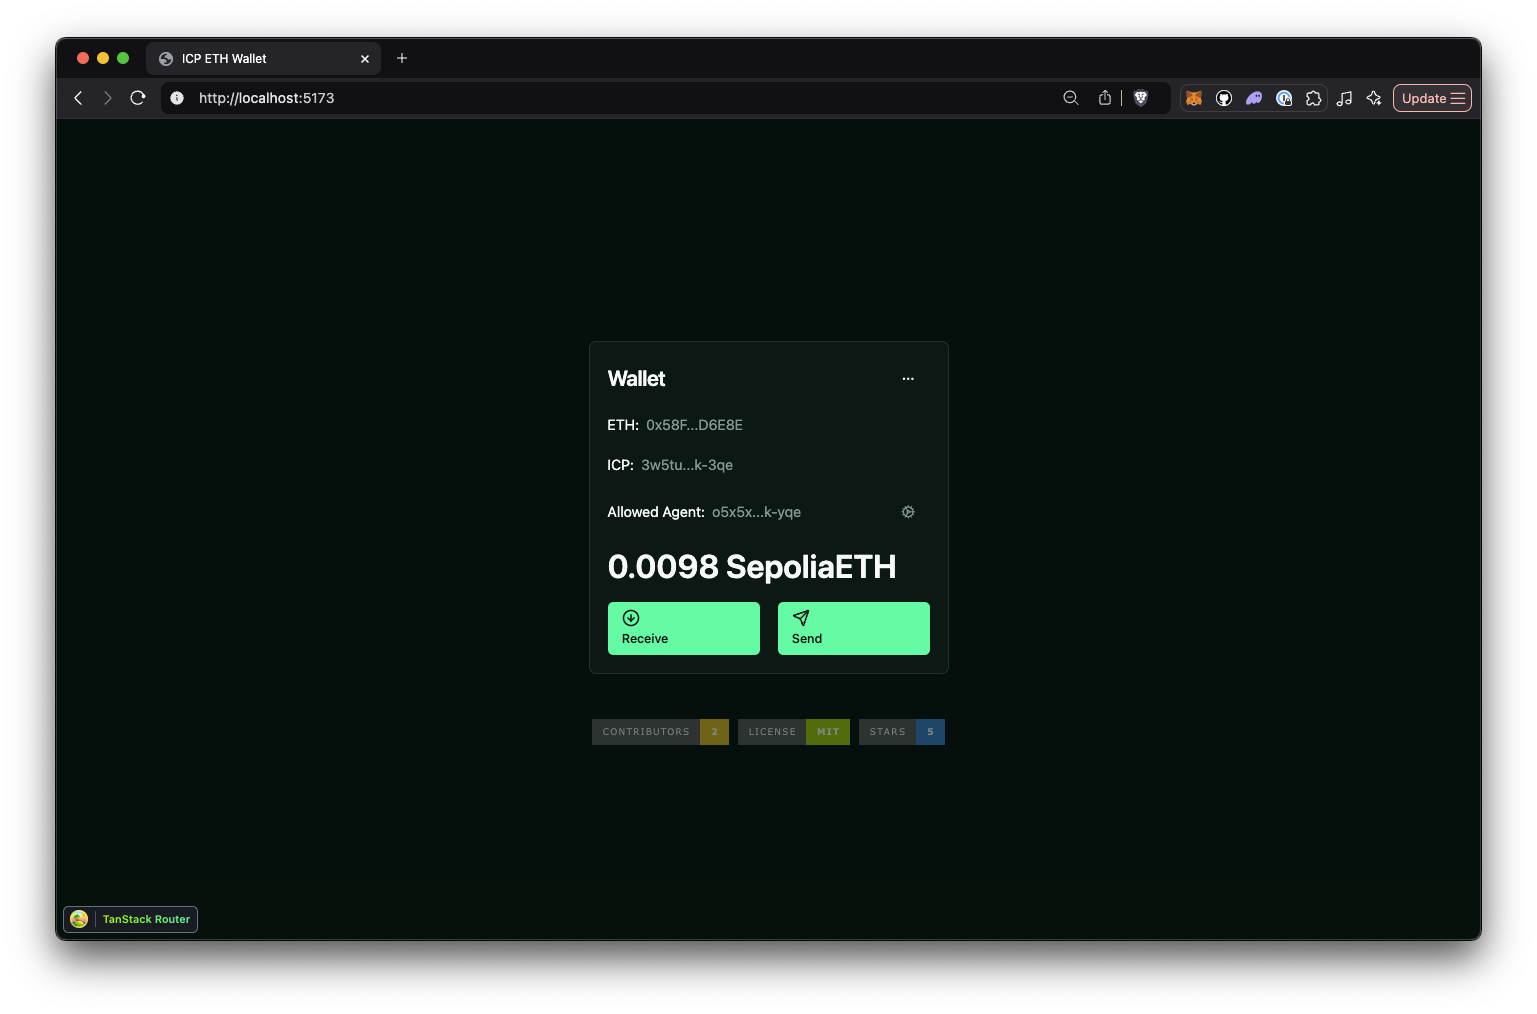 ICP ETH Wallet
http://localhost:5173
Update
Wallet
ETH: 0x58F...D6E8E
ICP: 3w5tu...k-3qe
Allowed Agent: o5x5x...k-yqe
0.0098 SepoliaETH
Receive
Send
CONTRIBUTORS 2
LICENSE MIT
STARS 5
TanStack Router